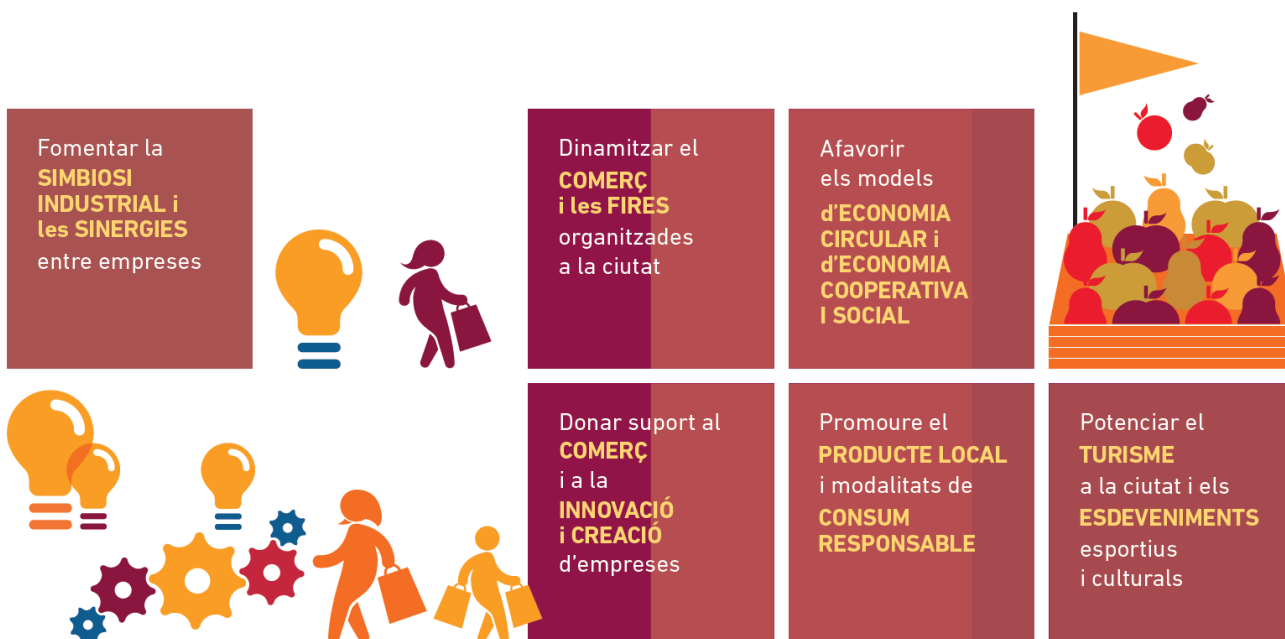 Fomentar la
SIMBIOSI
INDUSTRIAL i
les SINERGIES
entre empreses
Dinamitzar el
COMERÇ
i les FIRES
organitzades
a la ciutat
Afavorir
els models
d'ECONOMIA
CIRCULAR i
d'ECONOMIA
COOPERATIVA
I SOCIAL
Donar suport al
COMERÇ
i a la
INNOVACIÓ
i CREACIÓ
d'empreses
Promoure el
PRODUCTE LOCAL
i modalitats de
CONSUM
RESPONSABLE
Potenciar el
TURISME
a la ciutat i els
ESDEVENIMENTS
esportius
i culturals